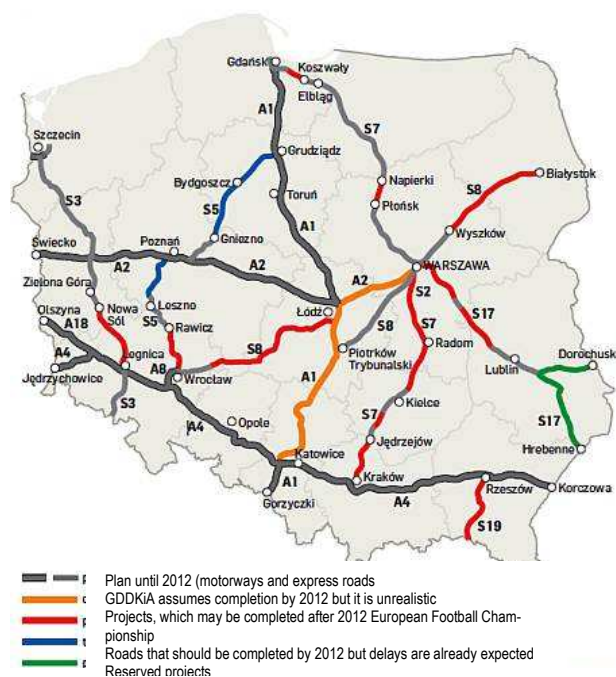 Gdańsk
Koszwały
Elbląg
A1
S7
Szczecin
Grudziądz
Bydgoszcz
Napierki
S8
Białystok
S3
S5
Toruń
Płońsk
Gniozno
A1
Wyszków
Świecko
Poznań
A2
A2
A2
WARSZAWA
S2
Zielona Góra
Nowa
Sól
Loszno
Łódź
S17
Olszyna
A18
S5
Rawicz
S8
S7
Radom
Dorochusk
A4
Legnica
S8
Piotrków
Trybunalski
Lublin
Jędrzychowice
A8
Wrocław
A1
S3
A4
Opole
S7
Kielce
S17
Jędrzejów
Hrebenne
Katowice
A1
Kraków
Rzeszów
Korczowa
Gorzyczki
A4
S19
Plan until 2012 (motorways and express roads
GDDKiA assumes completion by 2012 but it is unrealistic
Projects, which may be completed after 2012 European Football Cham-
pionship
Roads that should be completed by 2012 but delays are already expected
Reserved projects